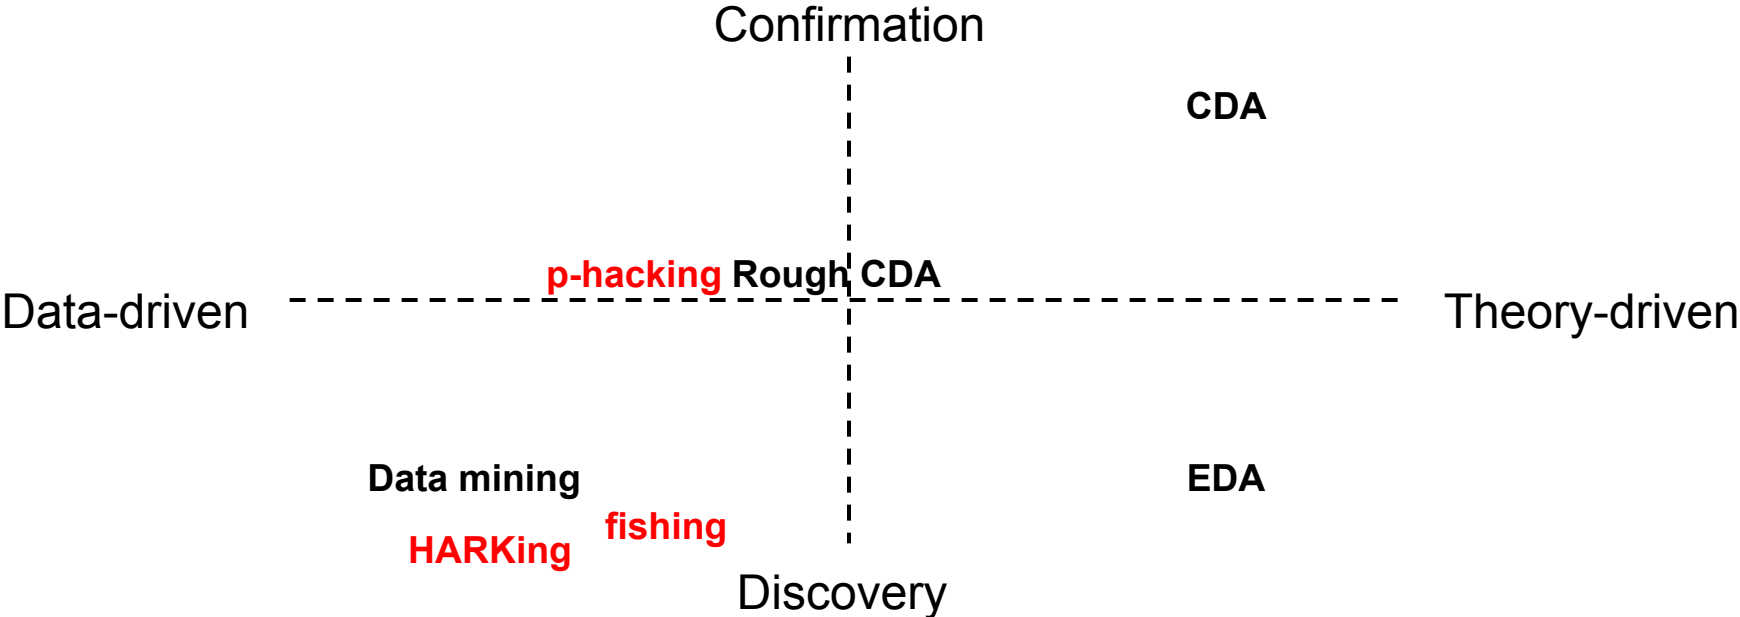 Confirmation
CDA
p-hacking Rough CDA
Data-driven
Theory-driven
Data mining
EDA
fishing
HARKing
Discovery